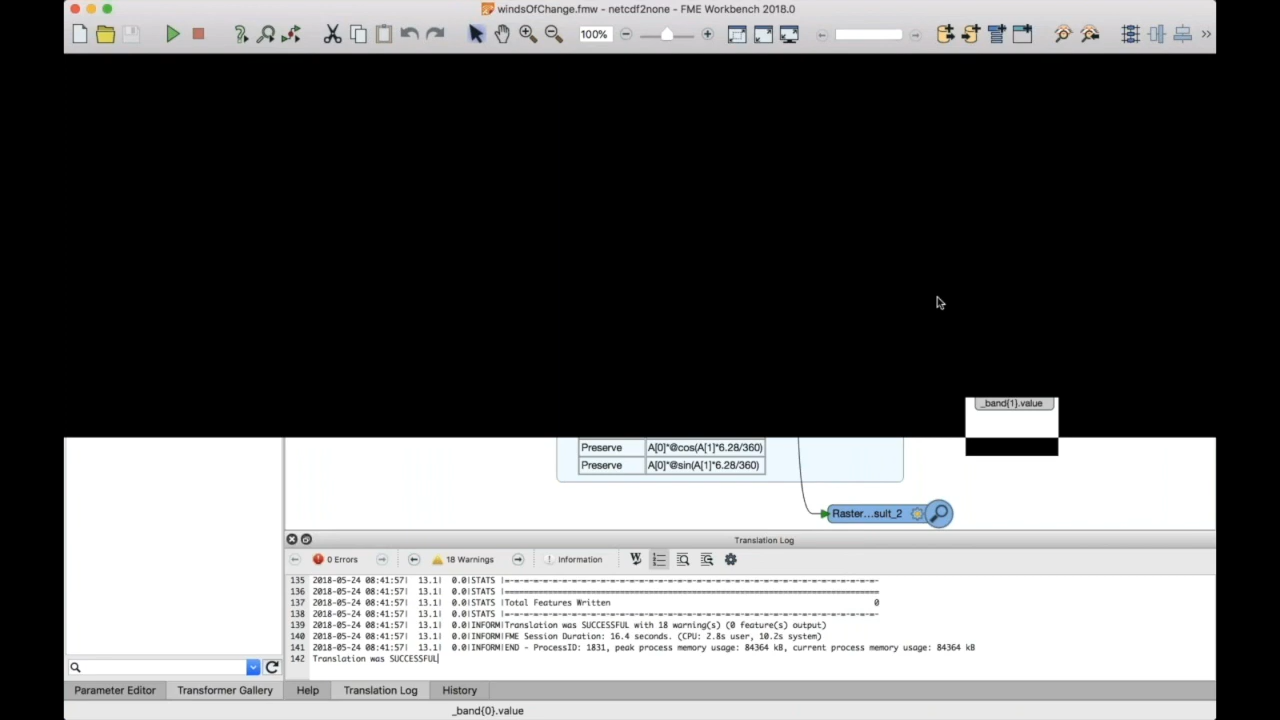 windsOfChange.fmw - netcdf2none - FME Workbench 2018.0
100%
_band{1}.value
Preserve A[0]*@cos(A[1]*6.28/360)
Preserve A[0]*@sin(A[1]*6.28/360)
Raster...sult_2
Translation Log
0 Errors 18 Warnings Information
135 2018-05-24 08:41:57| 13.1| 0.0|STATS |=-=-=-=-=-=-=-=-=-=-=-=-=-=-=-=-=-=-=-=-=-=-=-=-=-=-=-=-=-=-=-=-=-=-=-=-=-=-
136 2018-05-24 08:41:57| 13.1| 0.0|STATS |==============================================================================
137 2018-05-24 08:41:57| 13.1| 0.0|STATS |Total Features Written 0
138 2018-05-24 08:41:57| 13.1| 0.0|STATS |=-=-=-=-=-=-=-=-=-=-=-=-=-=-=-=-=-=-=-=-=-=-=-=-=-=-=-=-=-=-=-=-=-=-=-=-=-=-
139 2018-05-24 08:41:57| 13.1| 0.0|INFORM|Translation was SUCCESSFUL with 18 warning(s) (0 feature(s) output)
140 2018-05-24 08:41:57| 13.1| 0.0|INFORM|FME Session Duration: 16.4 seconds. (CPU: 2.8s user, 10.2s system)
141 2018-05-24 08:41:57| 13.1| 0.0|INFORM|END - ProcessID: 1831, peak process memory usage: 84364 kB, current process memory usage: 84364 kB
142 Translation was SUCCESSFUL
Parameter Editor Transformer Gallery Help Translation Log History
_band{0}.value